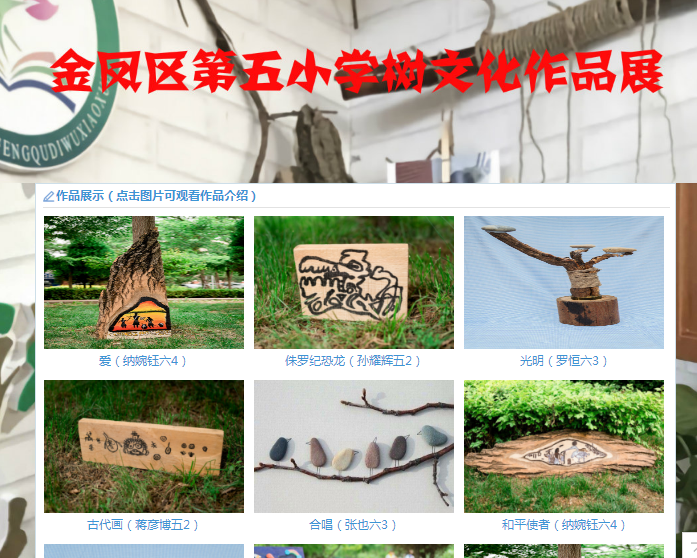 ENGQUDIWUXIAOX
金凤区第五小学树文化作品展
作品展示（点击图片可观看作品介绍）
爱（纳婉钰六4）
侏罗纪恐龙（孙耀辉五2）
光明（罗恒六3）
古代画（蒋彦博五2）
合唱（张也六3）
和平使者（纳婉钰六4）